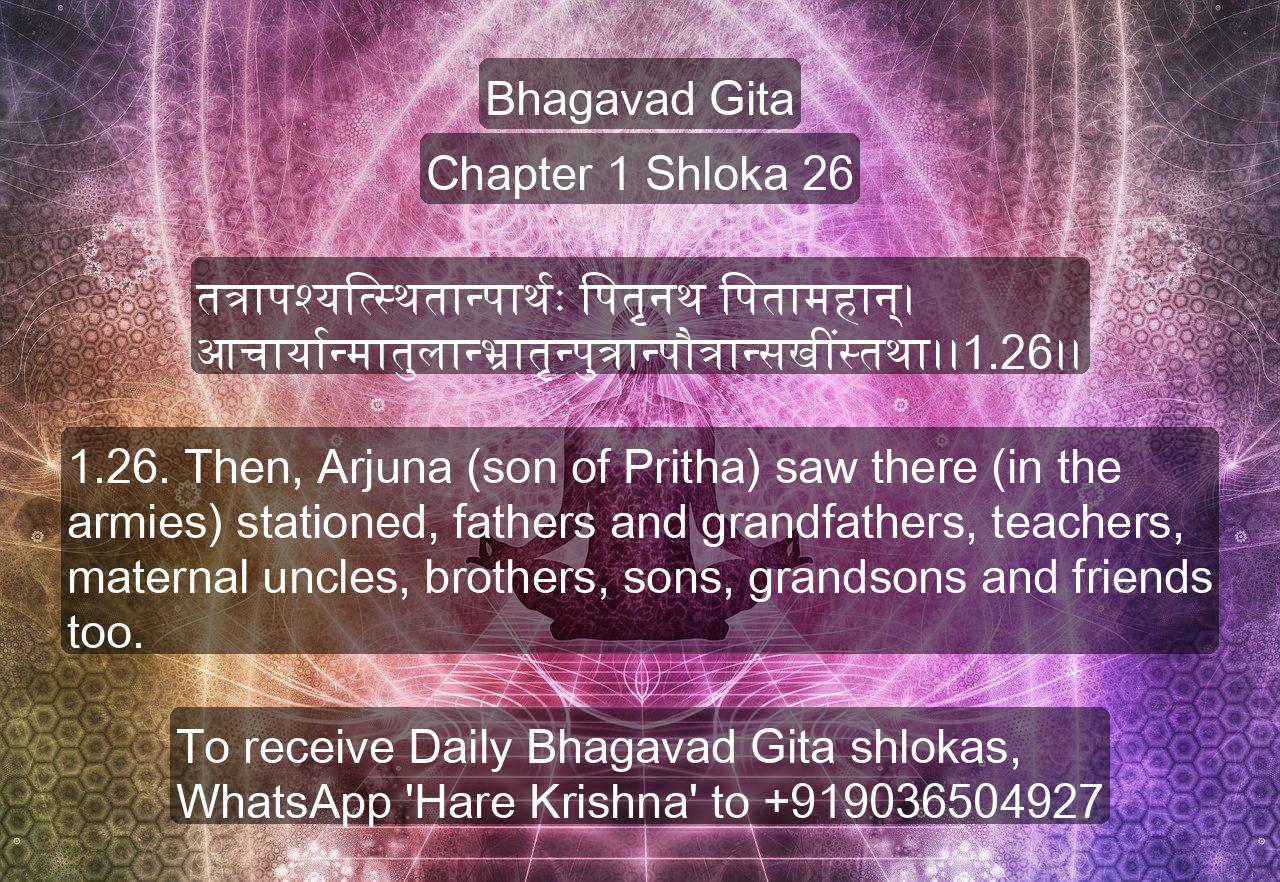 Bhagavad Gita
Chapter 1 Shloka 26
तत्रापश्यत्स्थितान्पार्थः पितृनथ पितामहान्।
आचार्यान्मातुलान्भ्रातृन्पुत्रान्पौत्रान्सखींस्तथा।।1.26।।
1.26. Then, Arjuna (son of Pritha) saw there (in the
armies) stationed, fathers and grandfathers, teachers,
maternal uncles, brothers, sons, grandsons and friends
too.
To receive Daily Bhagavad Gita shlokas,
WhatsApp 'Hare Krishna' to +919036504927